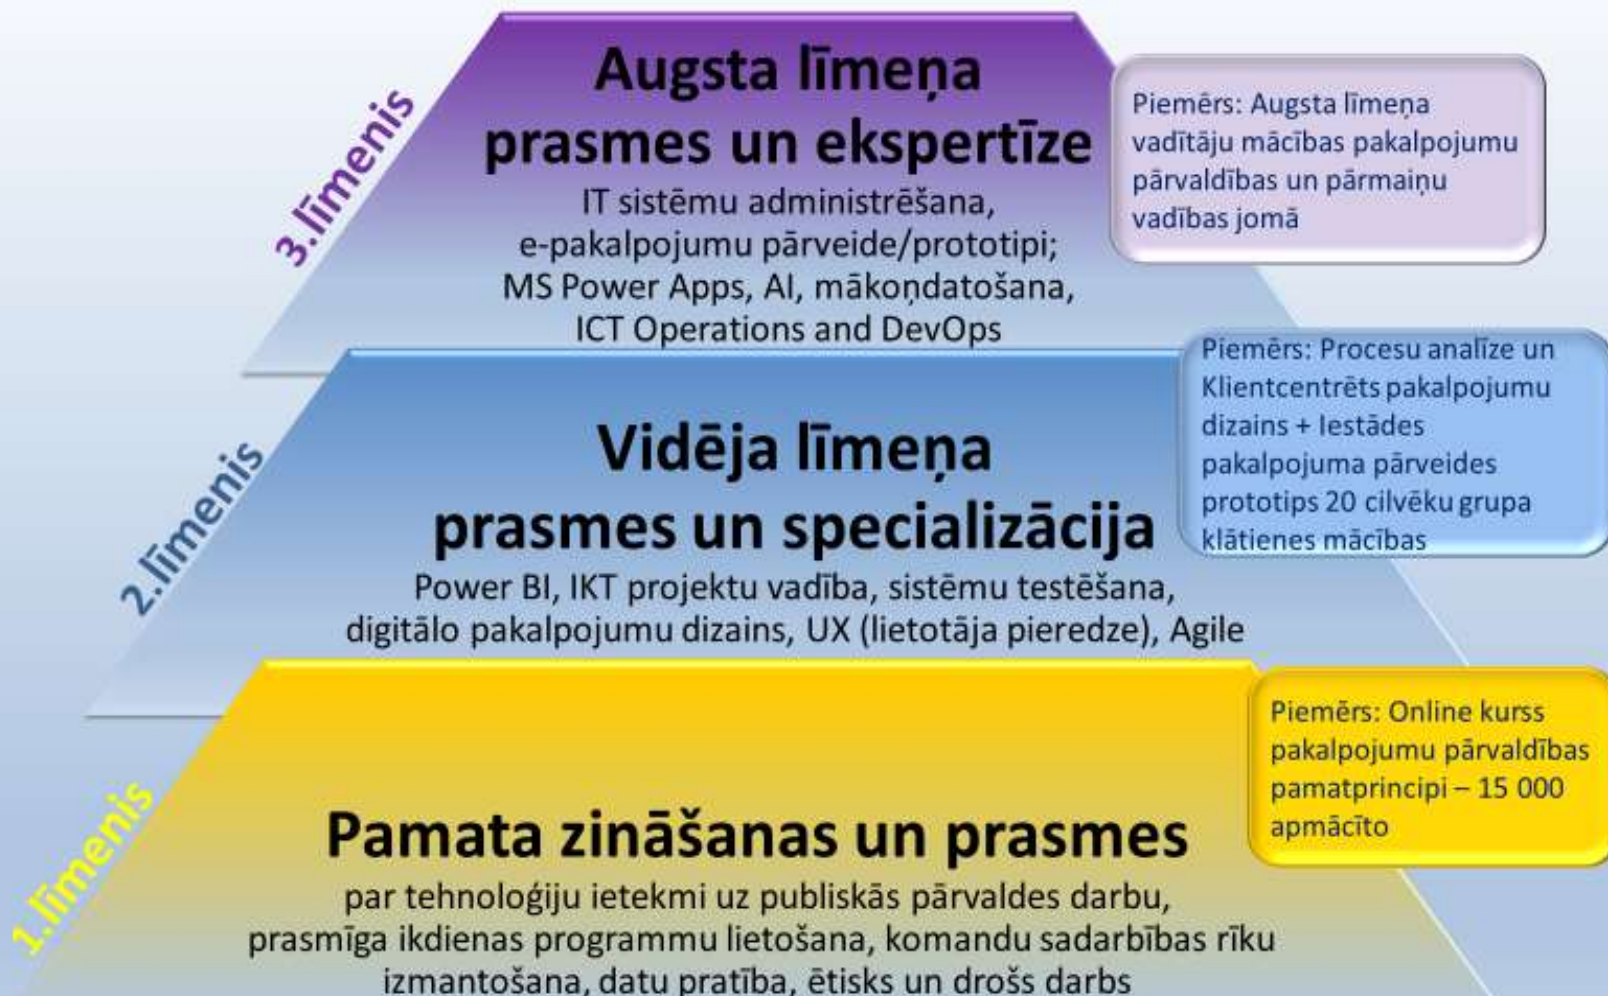 3.līmenis
Augsta līmeņa
prasmes un ekspertīze
IT sistēmu administrēšana,
e-pakalpojumu pārveide/prototipi;
MS Power Apps, AI, mākoņdatošana,
ICT Operations and DevOps
Piemērs: Augsta līmeņa
vadītāju mācības pakalpojumu
pārvaldības un pārmaiņu
vadības jomā
2.līmenis
Vidēja līmeņa
prasmes un specializācija
Power BI, IKT projektu vadība, sistēmu testēšana,
digitālo pakalpojumu dizains, UX (lietotāja pieredze), Agile
Piemērs: Procesu analīze un
Klientcentrēts pakalpojumu
dizains + Iestādes
pakalpojuma pārveides
prototips 20 cilvēku grupa
klātienes mācības
1.līmenis
Pamata zināšanas un prasmes
par tehnoloģiju ietekmi uz publiskās pārvaldes darbu,
prasmīga ikdienas programmu lietošana, komandu sadarbības rīku
izmantošana, datu pratība, ētisks un drošs darbs
Piemērs: Online kurss
pakalpojumu pārvaldības
pamatprincipi – 15 000
apmācīto